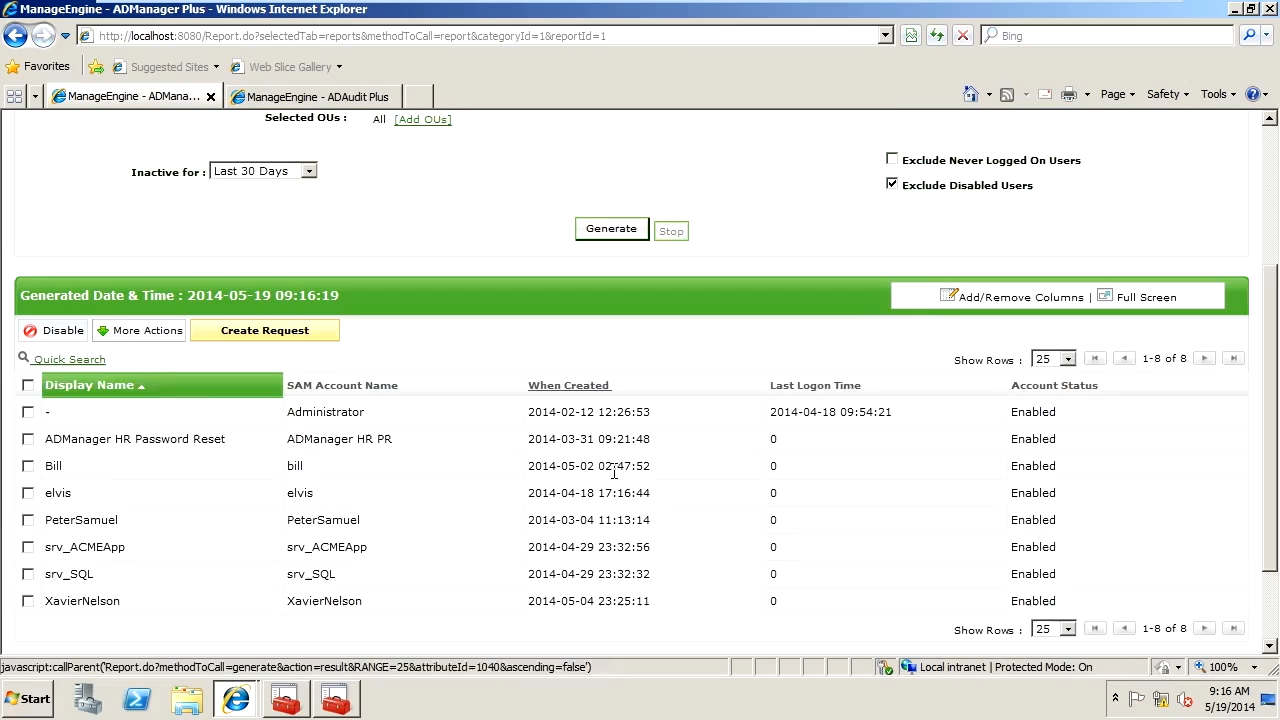 ManageEngine - ADManager Plus - Windows Internet Explorer
http://localhost:8080/Report.do?selectedTab=reports&methodToCall=report&categoryId=1&reportId=1
Bing
Favorites
Suggested Sites
Web Slice Gallery
ManageEngine - ADMana...
ManageEngine - ADAudit Plus
Page
Safety
Tools
Selected OUs :
All
[Add OUs]
Inactive for :
Last 30 Days
Exclude Never Logged On Users
Exclude Disabled Users
Generate
Stop
Generated Date & Time : 2014-05-19 09:16:19
Add/Remove Columns |
Full Screen
Disable
More Actions
Create Request
Quick Search
Show Rows :
25
1-8 of 8
Display Name
SAM Account Name
When Created
Last Logon Time
Account Status
- Administrator 2014-02-12 12:26:53 2014-04-18 09:54:21 Enabled
ADManager HR Password Reset ADManager HR PR 2014-03-31 09:21:48 0 Enabled
Bill bill 2014-05-02 02:47:52 0 Enabled
elvis elvis 2014-04-18 17:16:44 0 Enabled
PeterSamuel PeterSamuel 2014-03-04 11:13:14 0 Enabled
srv_ACMEApp srv_ACMEApp 2014-04-29 23:32:56 0 Enabled
srv_SQL srv_SQL 2014-04-29 23:32:32 0 Enabled
XavierNelson XavierNelson 2014-05-04 23:25:11 0 Enabled
Show Rows :
25
1-8 of 8
javascript:callParent('Report.do?methodToCall=generate&action=result&RANGE=25&attributeId=1040&ascending=false')
Local intranet | Protected Mode: On
100%
Start
9:16 AM
5/19/2014